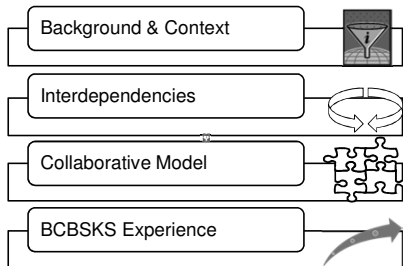 Background & Context
i
Interdependencies
Collaborative Model
BCBSKS Experience